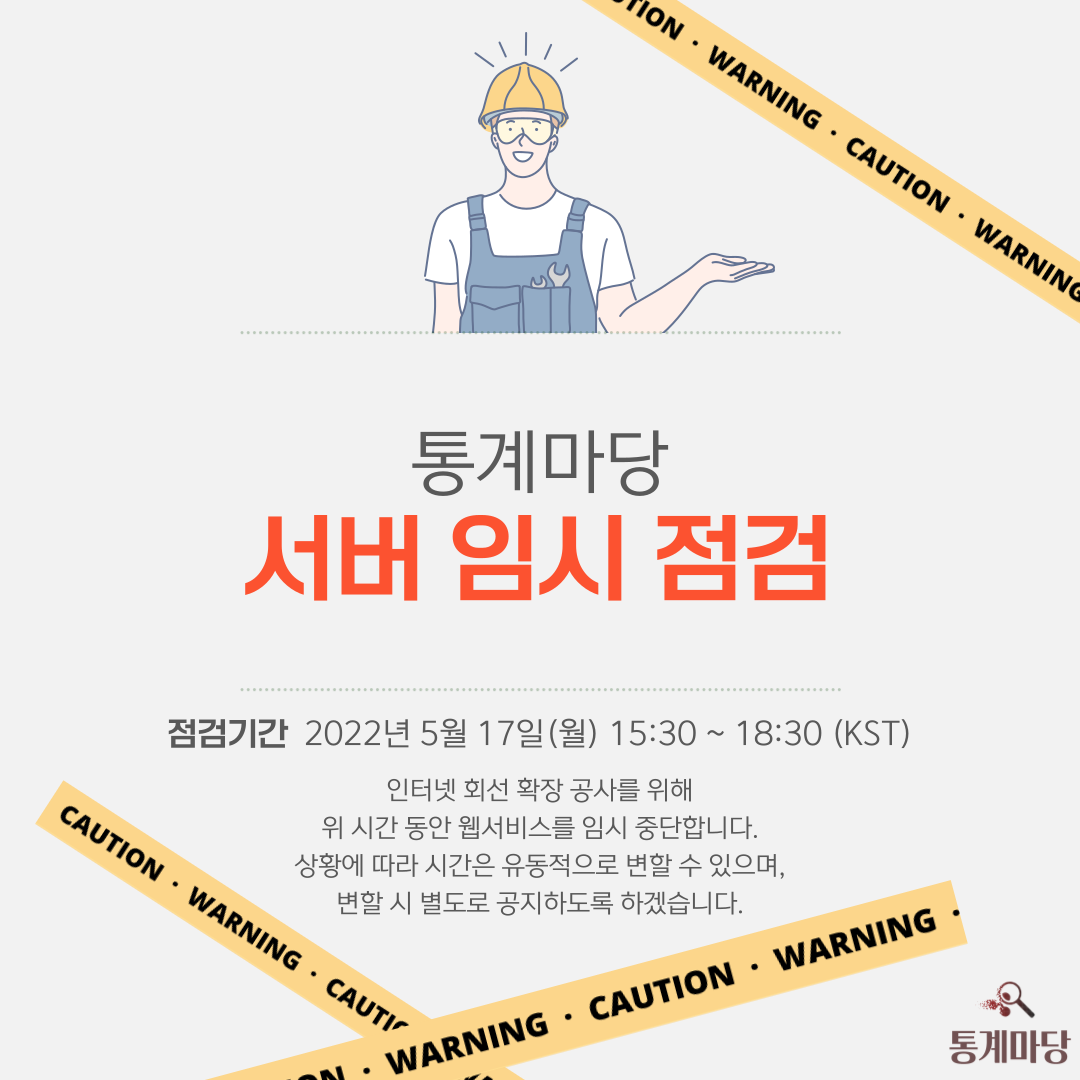 UTION · WARNING · CAUTION · WARNING
통계마당
서버 임시 점검
점검기간 2022년 5월 17일(월) 15:30 ~ 18:30 (KST)
인터넷 회선 확장 공사를 위해
위 시간 동안 웹서비스를 임시 중단합니다.
상황에 따라 시간은 유동적으로 변할 수 있으며,
변할 시 별도로 공지하도록 하겠습니다.
CAUTION · WARNING · CAUTIO
ON · WARNING · CAUTION · WARNING ·
통계마당